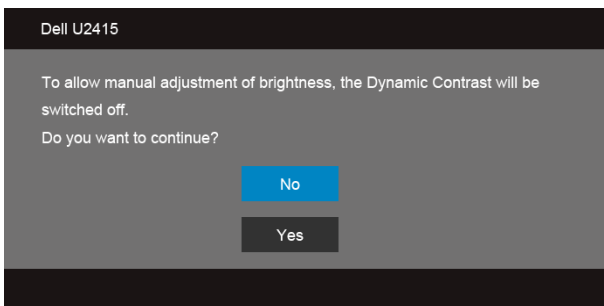 Dell U2415
To allow manual adjustment of brightness, the Dynamic Contrast will be
switched off.
Do you want to continue?
No
Yes